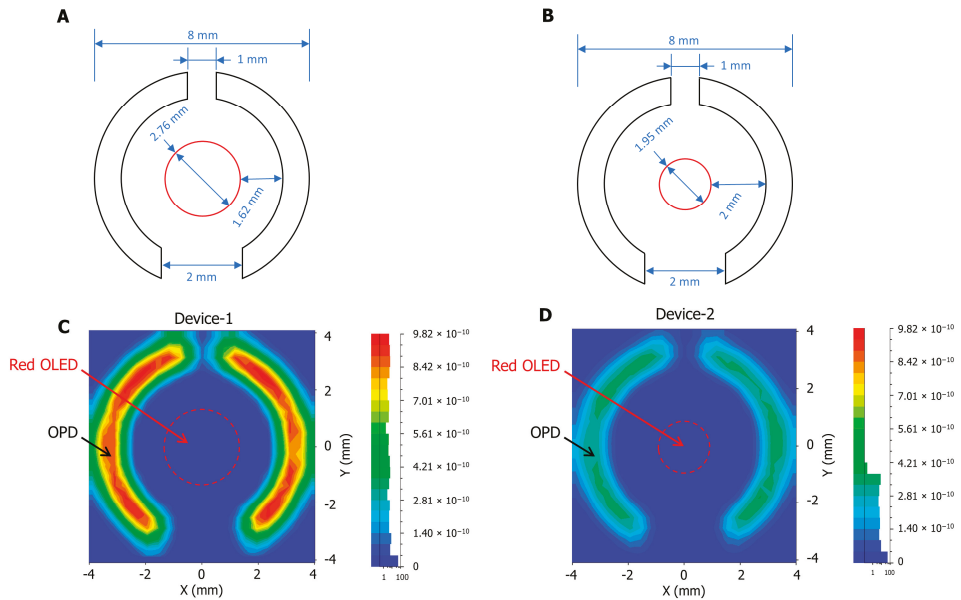 A
8 mm
1 mm
2.76 mm
1.62 mm
2 mm
B
8 mm
1 mm
1.95 mm
2 mm
2 mm
C
Device-1
Red OLED
OPD
4
2
0
-2
-4
Y (mm)
-4
-2
0
2
4
X (mm)
9.82 × 10⁻¹⁰
8.42 × 10⁻¹⁰
7.01 × 10⁻¹⁰
5.61 × 10⁻¹⁰
4.21 × 10⁻¹⁰
2.81 × 10⁻¹⁰
1.40 × 10⁻¹⁰
0
1 100
D
Device-2
Red OLED
OPD
4
2
0
-2
-4
Y (mm)
-4
-2
0
2
4
X (mm)
9.82 × 10⁻¹⁰
8.42 × 10⁻¹⁰
7.01 × 10⁻¹⁰
5.61 × 10⁻¹⁰
4.21 × 10⁻¹⁰
2.81 × 10⁻¹⁰
1.40 × 10⁻¹⁰
0
1 100